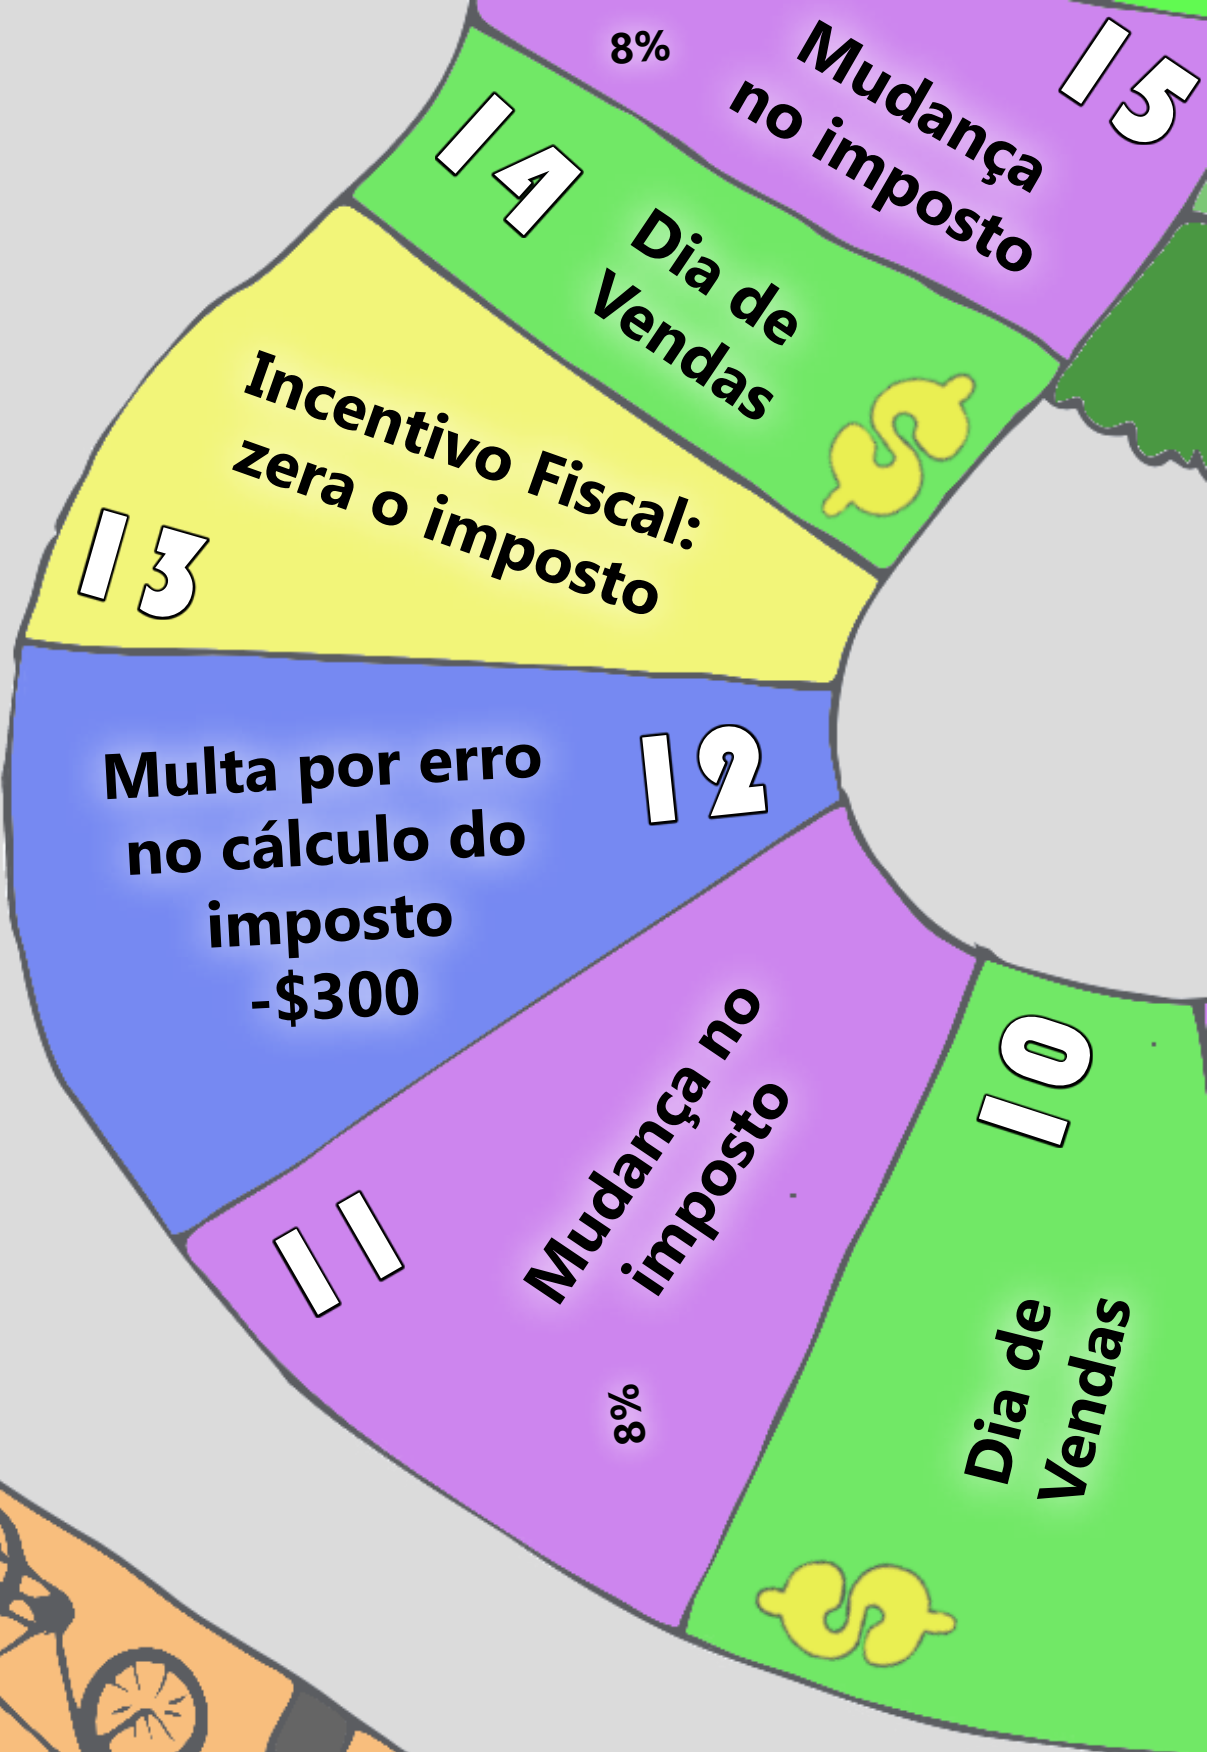 8%
Mudança
no imposto
15
14
Dia de
Vendas
Incentivo Fiscal:
zera o imposto
13
Multa por erro
no cálculo do
imposto
-$300
12
11
Mudança no
imposto
8%
10
Dia de
Vendas